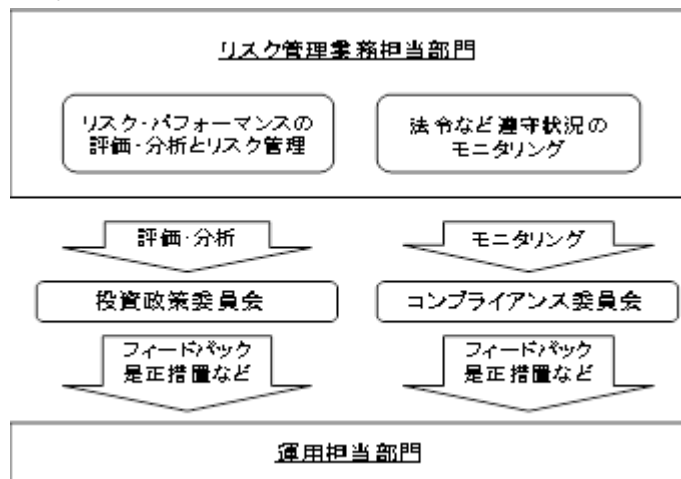 リスク管理業務担当部門
リスク・パフォーマンスの
評価・分析とリスク管理
法令など遵守状況の
モニタリング
評価・分析
モニタリング
投資政策委員会
コンプライアンス委員会
フィードバック
是正措置など
フィードバック
是正措置など
運用担当部門